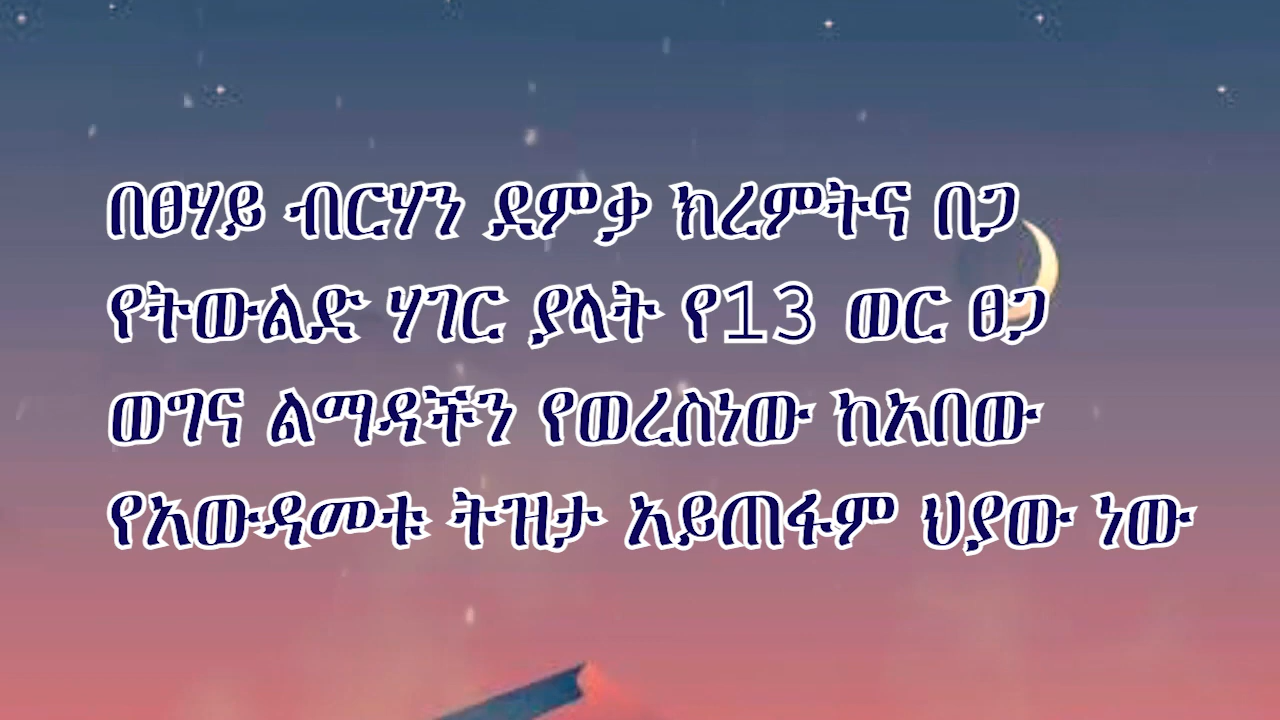 በፀሃይ ብርሃን ደምቃ ክረምትና በጋ
የትውልድ ሃገር ያላት የ13 ወር ፀጋ
ወግና ልማዳችን የወረስነው ከአበው
የአውዳመቱ ትዝታ አይጠፋም ህያው ነው